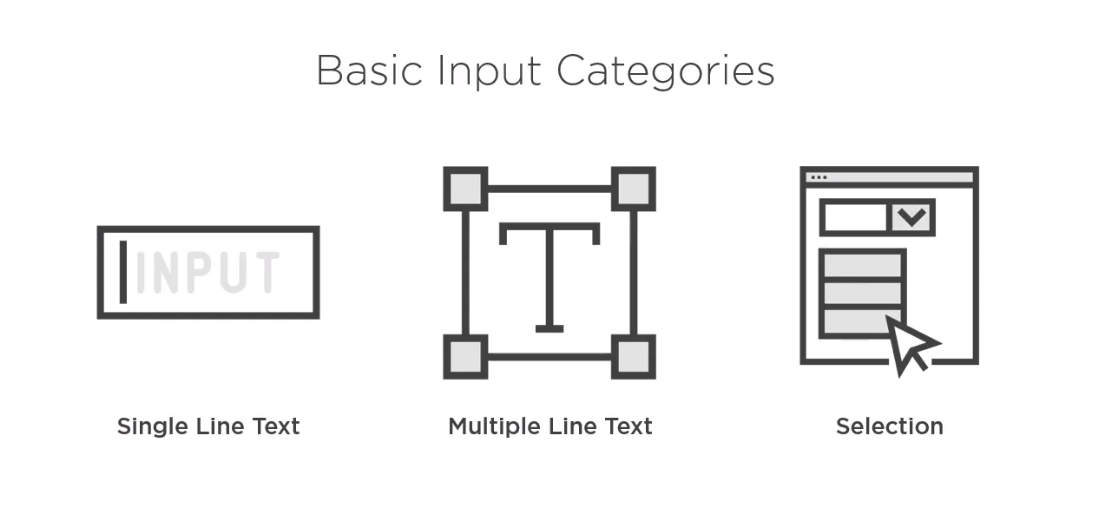 Basic Input Categories
INPUT
T
Single Line Text
Multiple Line Text
Selection